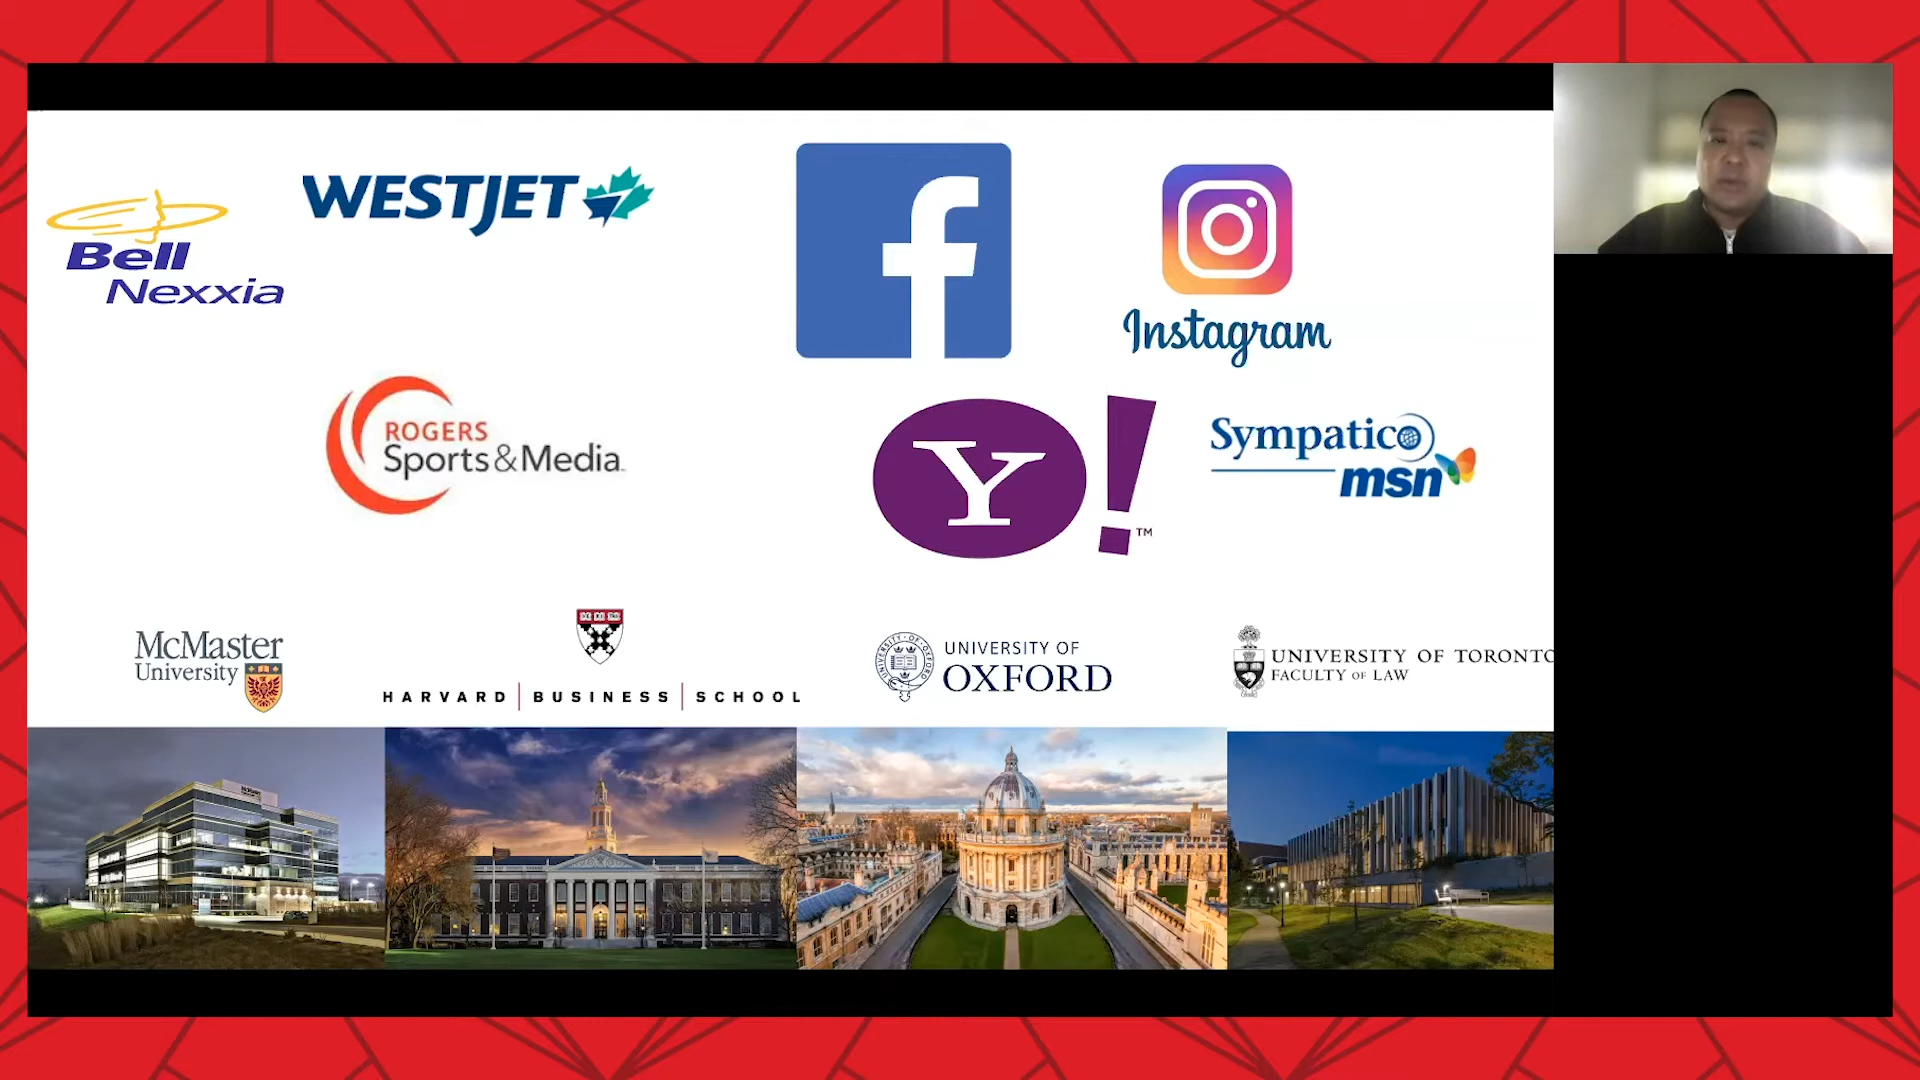 WESTJET
Bell
Nexxia
Instagram
ROGERS
Sports & Media
Y! TM
Sympatico
msn
McMaster
University
HARVARD | BUSINESS | SCHOOL
UNIVERSITY OF
OXFORD
UNIVERSITY OF TORONTO
FACULTY OF LAW